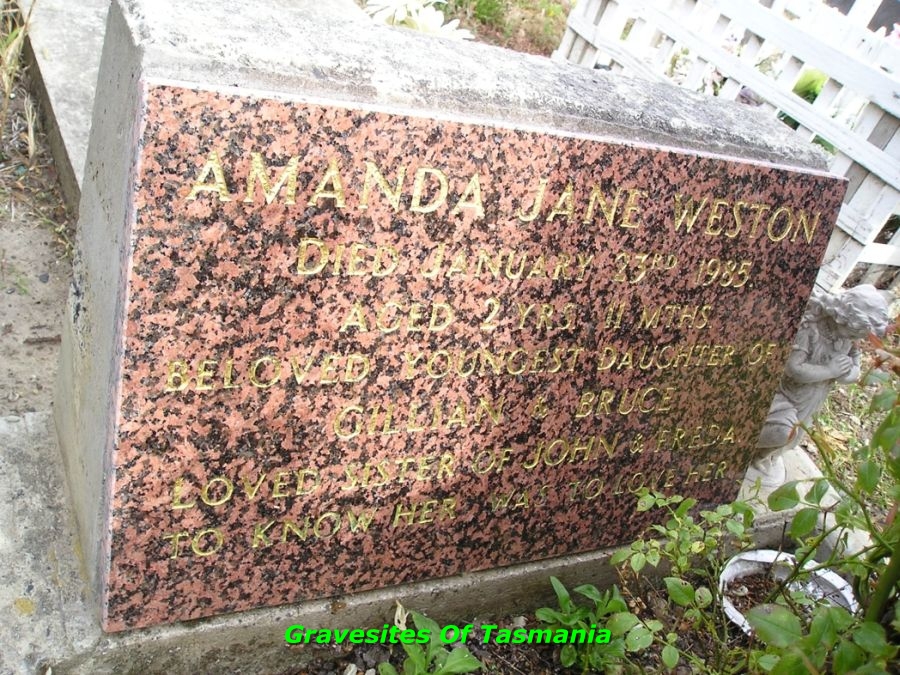 AMANDA JANE WESTON
DIED JANUARY 23RD 1985
AGED 2 YRS. 11 MTHS.
BELOVED YOUNGEST DAUGHTER OF
GILLIAN & BRUCE
LOVED SISTER OF JOHN & FREDA
TO KNOW HER WAS TO LOVE HER
Gravesites Of Tasmania